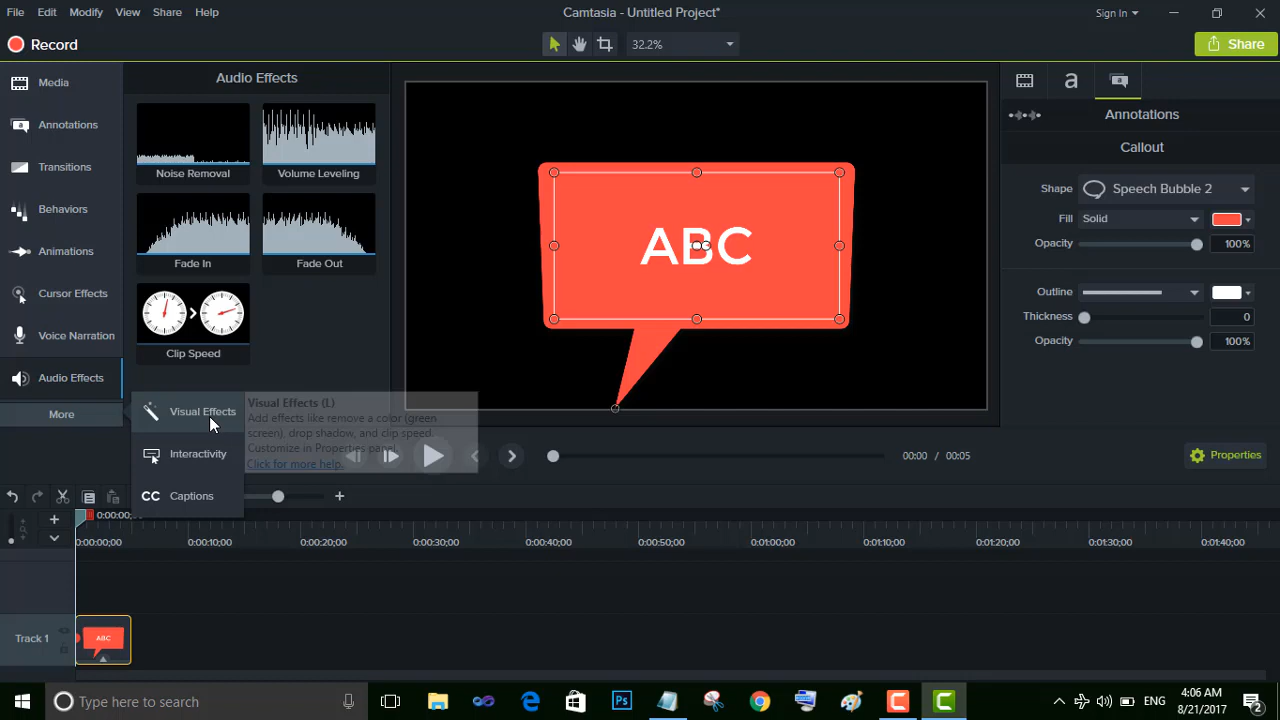 File Edit Modify View Share Help
Camtasia - Untitled Project*
Sign In
Record
32.2%
Share
Media
Annotations
Transitions
Behaviors
Animations
Cursor Effects
Voice Narration
Audio Effects
More
Audio Effects
Noise Removal
Volume Leveling
Fade In
Fade Out
Clip Speed
Visual Effects
Interactivity
CC Captions
Visual Effects (L)
Add effects like remove a color (green
screen), drop shadow, and clip speed.
Customize in Properties panel.
Click for more help.
ABC
a
a
Annotations
Callout
Shape Speech Bubble 2
Fill Solid
Opacity 100%
Outline
Thickness 0
Opacity 100%
00:00 / 00:05
Properties
0:00:00;00
0:00:00;00 0:00:10;00 0:00:20;00 0:00:30;00 0:00:40;00 0:00:50;00 0:01:00;00 0:01:10;00 0:01:20;00 0:01:30;00 0:01:40;00
Track 1
ABC
Type here to search
Ps
ENG
4:06 AM
8/21/2017
2